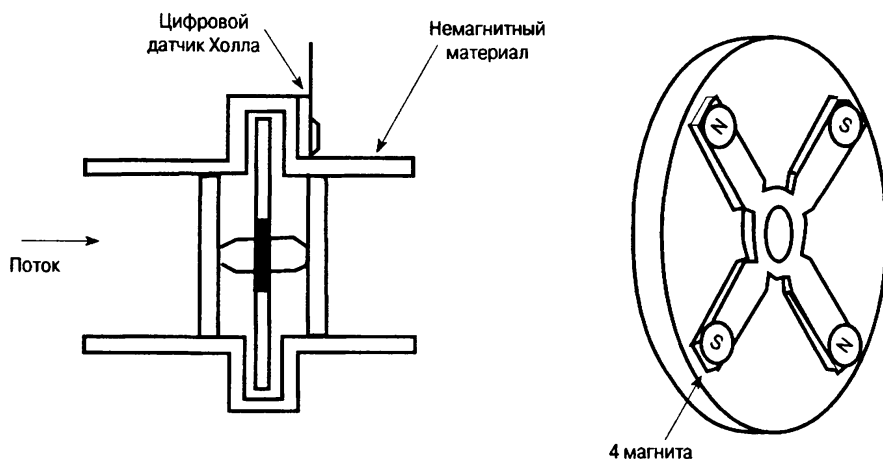 Цифровой
датчик Холла
Немагнитный
материал
Поток
N
S
S
N
4 магнита